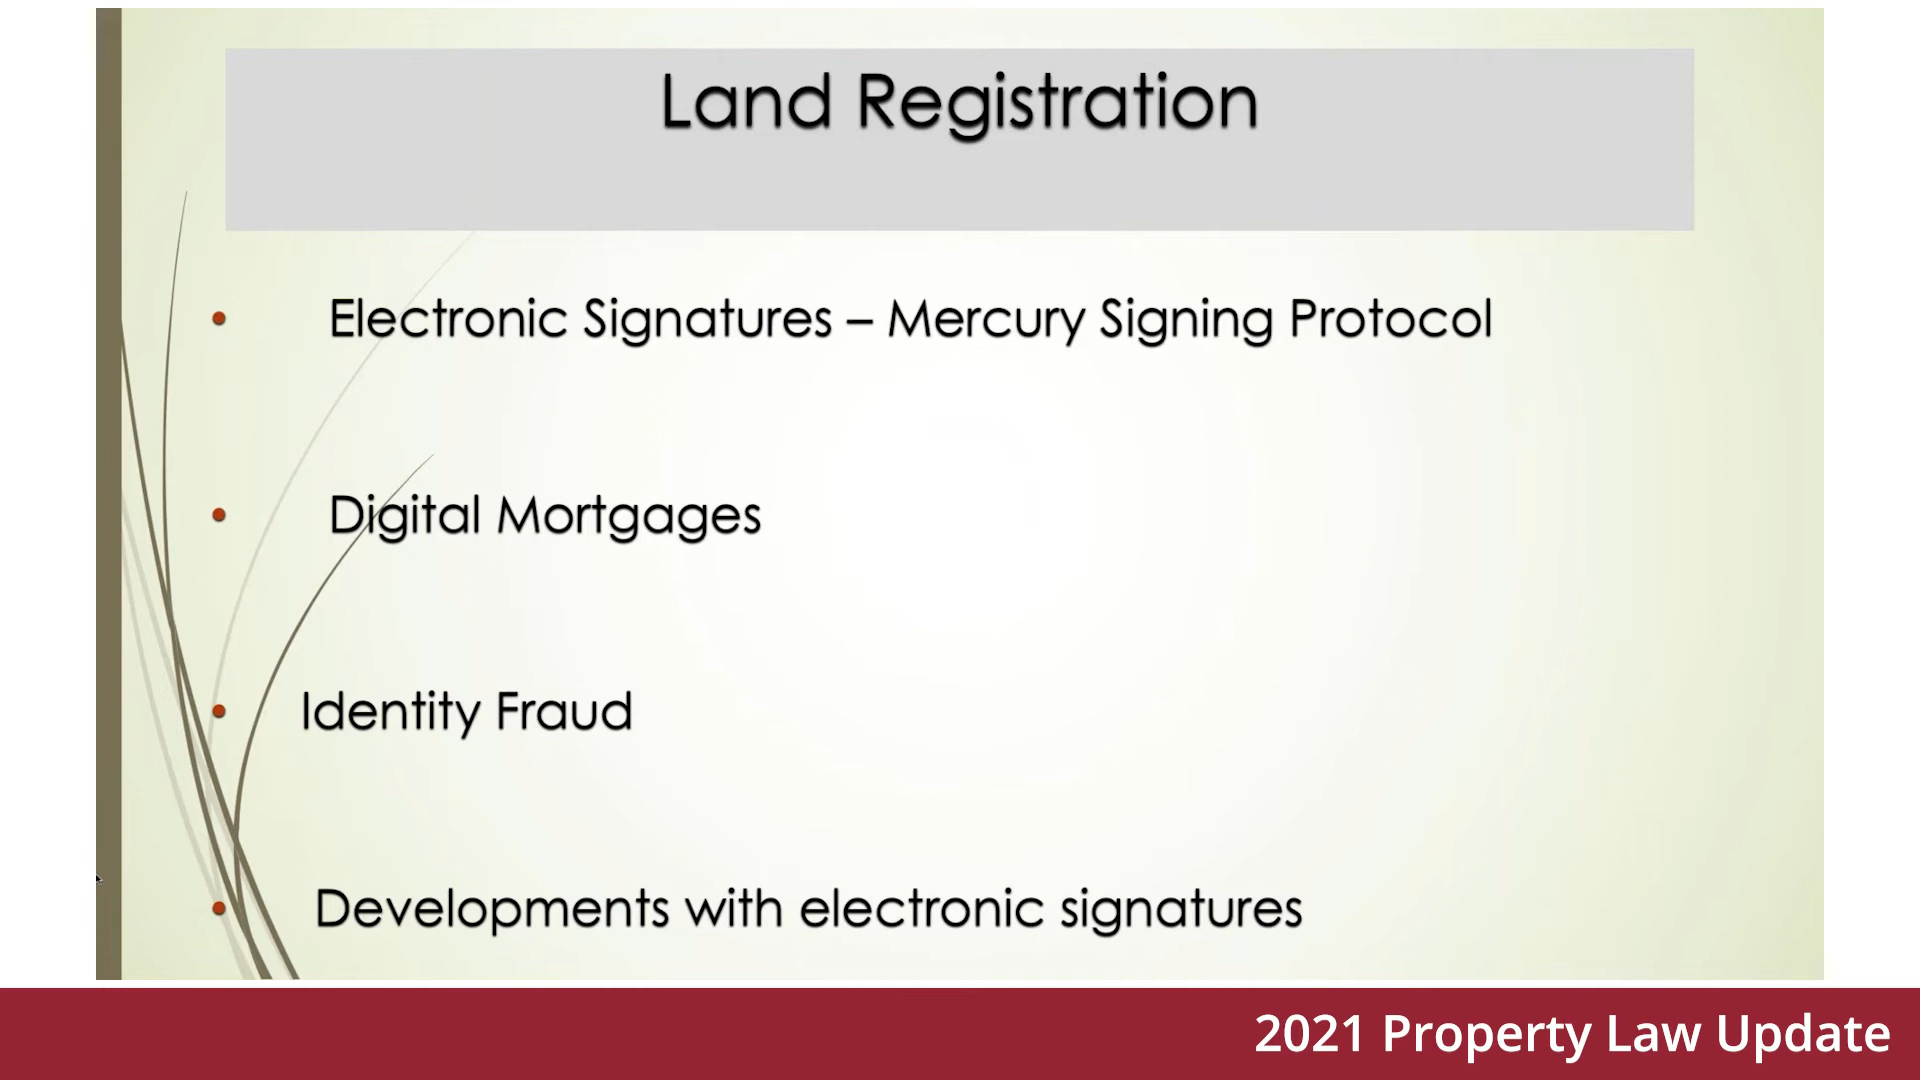 Land Registration
• Electronic Signatures – Mercury Signing Protocol
• Digital Mortgages
• Identity Fraud
• Developments with electronic signatures
2021 Property Law Update